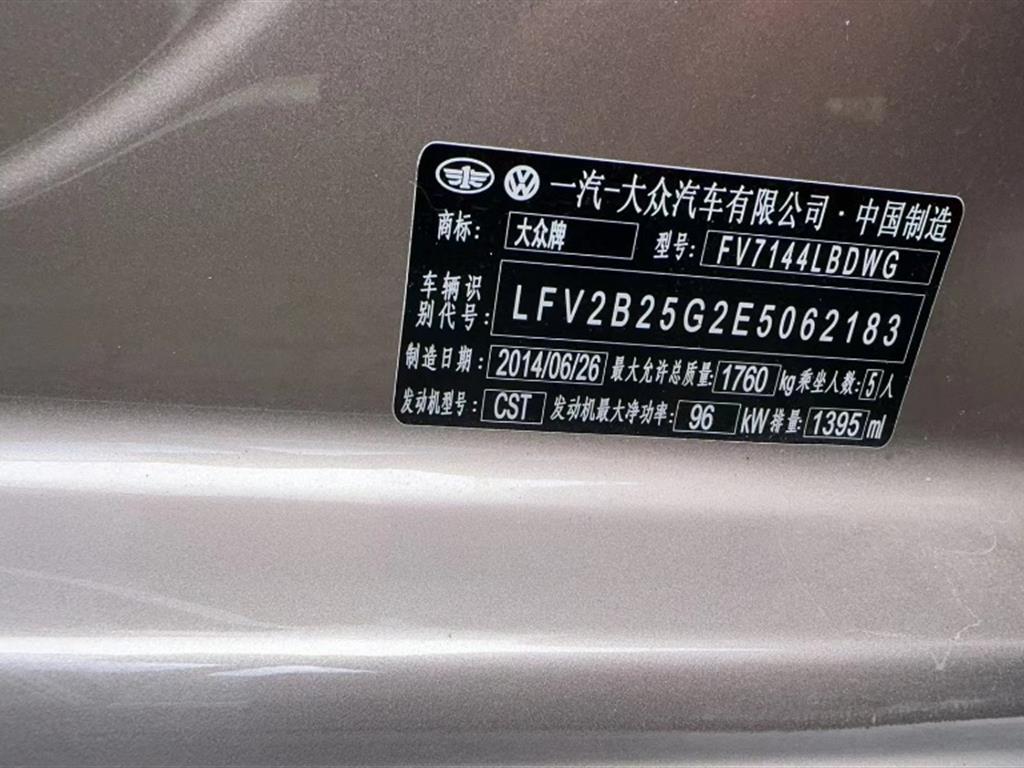 一汽-大众汽车有限公司·中国制造
商标: 大众牌 型号: FV7144LBDWG
车辆识别代号: LFV2B25G2E5062183
制造日期: 2014/06/26 最大允许总质量: 1760 kg 乘坐人数: 5 人
发动机型号: CST 发动机最大净功率: 96 kW 排量: 1395 ml